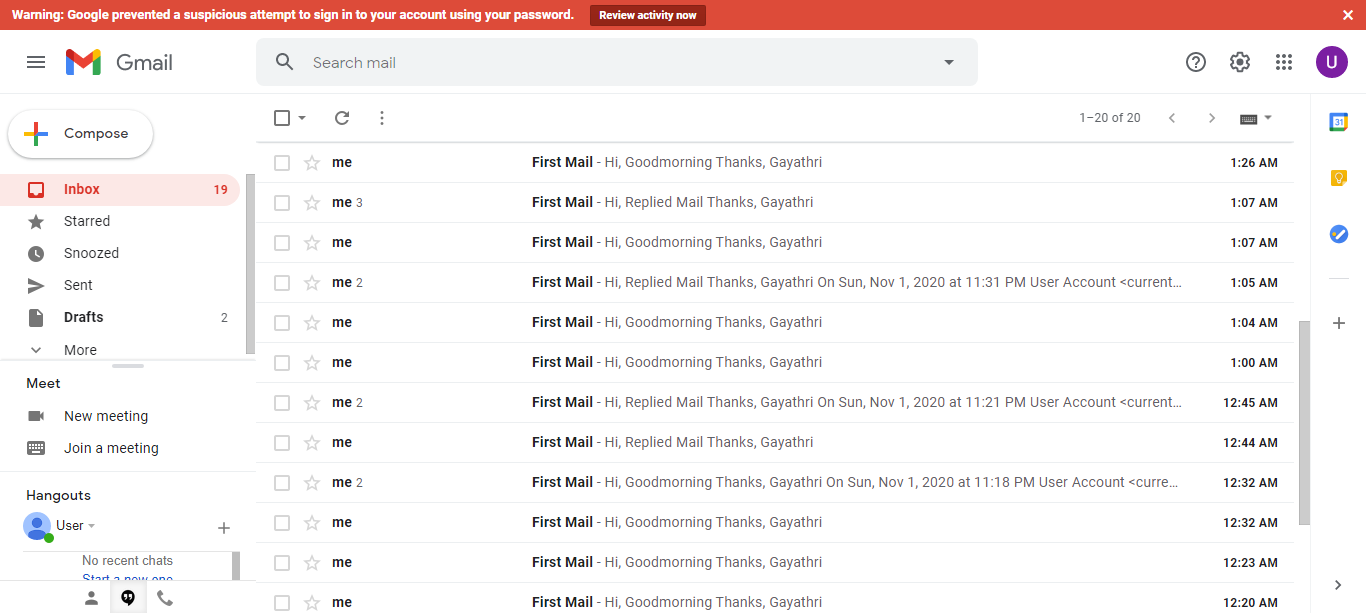 Warning: Google prevented a suspicious attempt to sign in to your account using your password. Review activity now
Gmail
Search mail
U
Compose
1–20 of 20
31
Inbox 19
Starred
Snoozed
Sent
Drafts 2
More
Meet
New meeting
Join a meeting
Hangouts
User
No recent chats
Start a new one
me First Mail - Hi, Goodmorning Thanks, Gayathri 1:26 AM
me 3 First Mail - Hi, Replied Mail Thanks, Gayathri 1:07 AM
me First Mail - Hi, Goodmorning Thanks, Gayathri 1:07 AM
me 2 First Mail - Hi, Replied Mail Thanks, Gayathri On Sun, Nov 1, 2020 at 11:31 PM User Account <current... 1:05 AM
me First Mail - Hi, Goodmorning Thanks, Gayathri 1:04 AM
me First Mail - Hi, Goodmorning Thanks, Gayathri 1:00 AM
me 2 First Mail - Hi, Replied Mail Thanks, Gayathri On Sun, Nov 1, 2020 at 11:21 PM User Account <current... 12:45 AM
me First Mail - Hi, Replied Mail Thanks, Gayathri 12:44 AM
me 2 First Mail - Hi, Goodmorning Thanks, Gayathri On Sun, Nov 1, 2020 at 11:18 PM User Account <curre... 12:32 AM
me First Mail - Hi, Goodmorning Thanks, Gayathri 12:32 AM
me First Mail - Hi, Goodmorning Thanks, Gayathri 12:23 AM
me First Mail - Hi, Goodmorning Thanks, Gayathri 12:20 AM